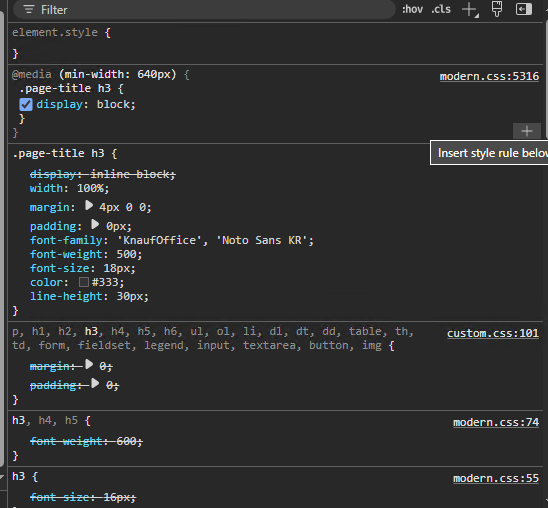 Filter :hov .cls
element.style {
}
@media (min-width: 640px) { modern.css:5316
.page-title h3 {
display: block;
}
}
Insert style rule below
.page-title h3 {
display: inline-block;
width: 100%;
margin: 4px 0 0;
padding: 0px;
font-family: 'KnaufOffice', 'Noto Sans KR';
font-weight: 500;
font-size: 18px;
color: #333;
line-height: 30px;
}
p, h1, h2, h3, h4, h5, h6, ul, ol, li, dl, dt, dd, table, th, custom.css:101
td, form, fieldset, legend, input, textarea, button, img {
margin: 0;
padding: 0;
}
h3, h4, h5 { modern.css:74
font-weight: 600;
}
h3 { modern.css:55
font-size: 16px;